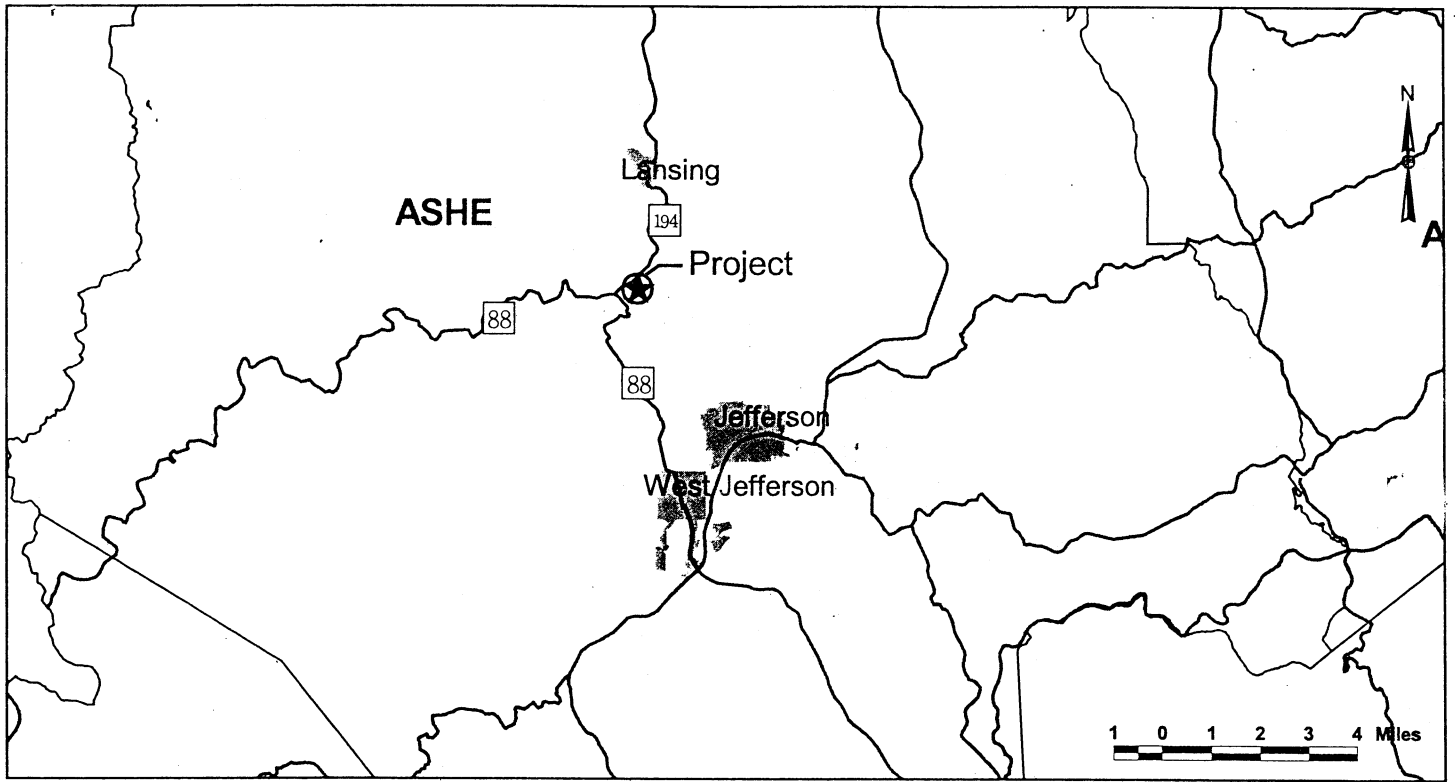 N
Lansing
ASHE
194
A
Project
88
88
Jefferson
West Jefferson
1 0 1 2 3 4 Miles